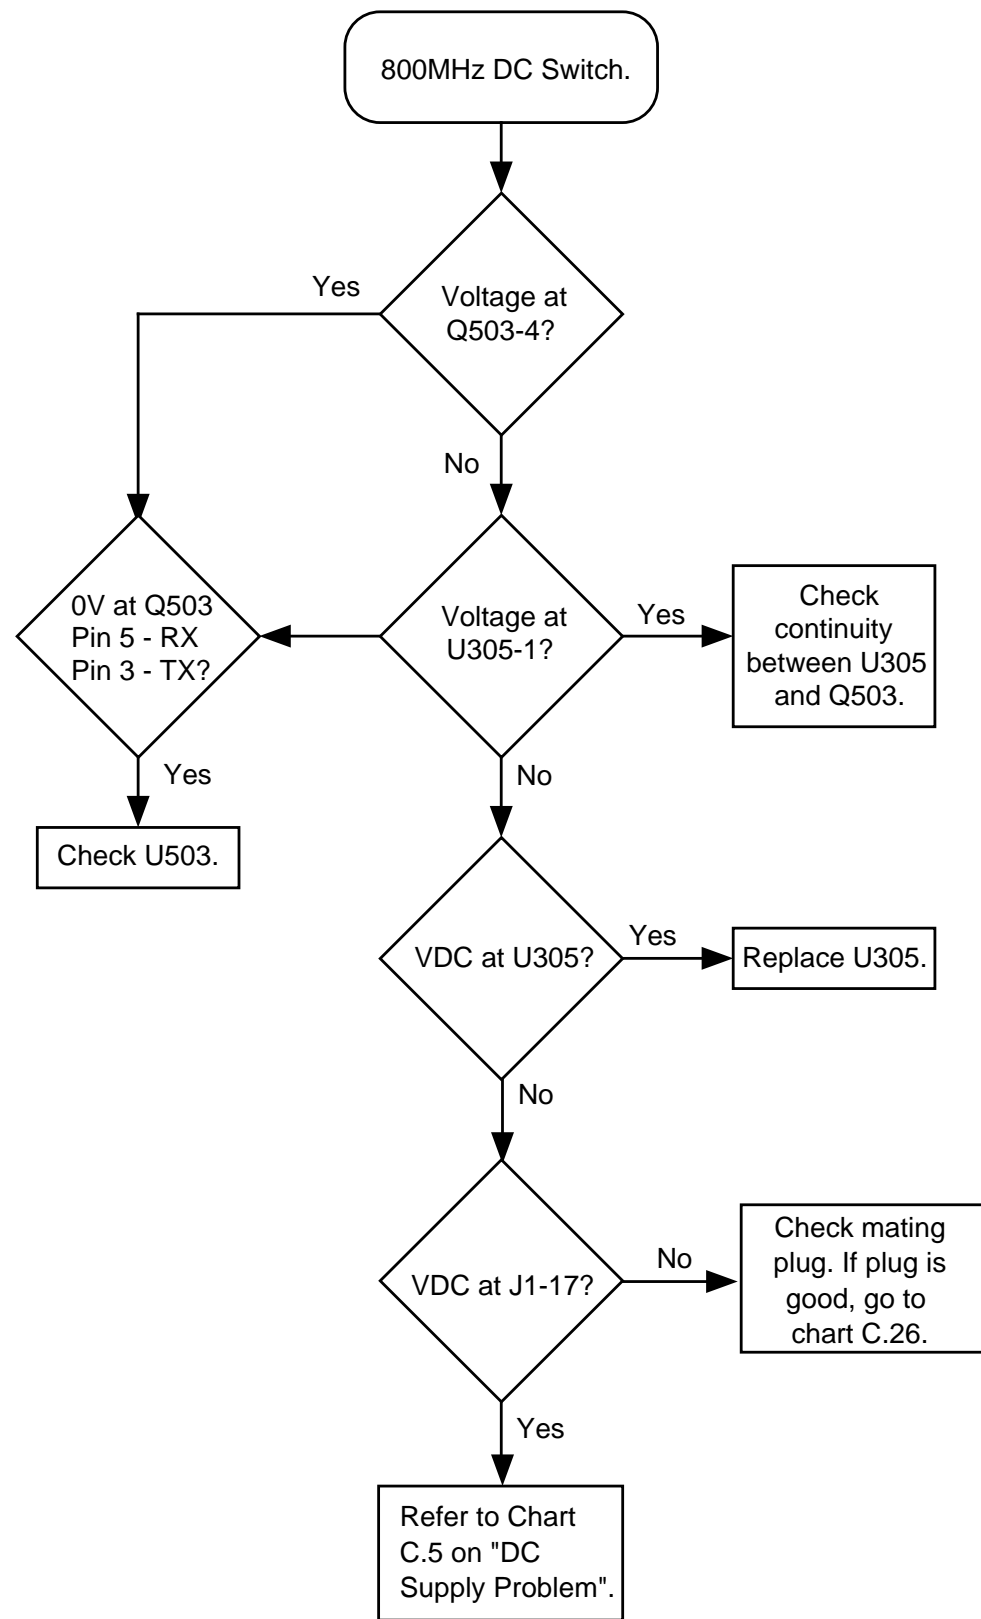 800MHz DC Switch.
Yes
Voltage at
Q503-4?
No
0V at Q503
Pin 5 - RX
Pin 3 - TX?
Voltage at
U305-1?
Yes
Check
continuity
between U305
and Q503.
Yes
No
Check U503.
VDC at U305?
Yes
Replace U305.
No
VDC at J1-17?
No
Check mating
plug. If plug is
good, go to
chart C.26.
Yes
Refer to Chart
C.5 on "DC
Supply Problem".